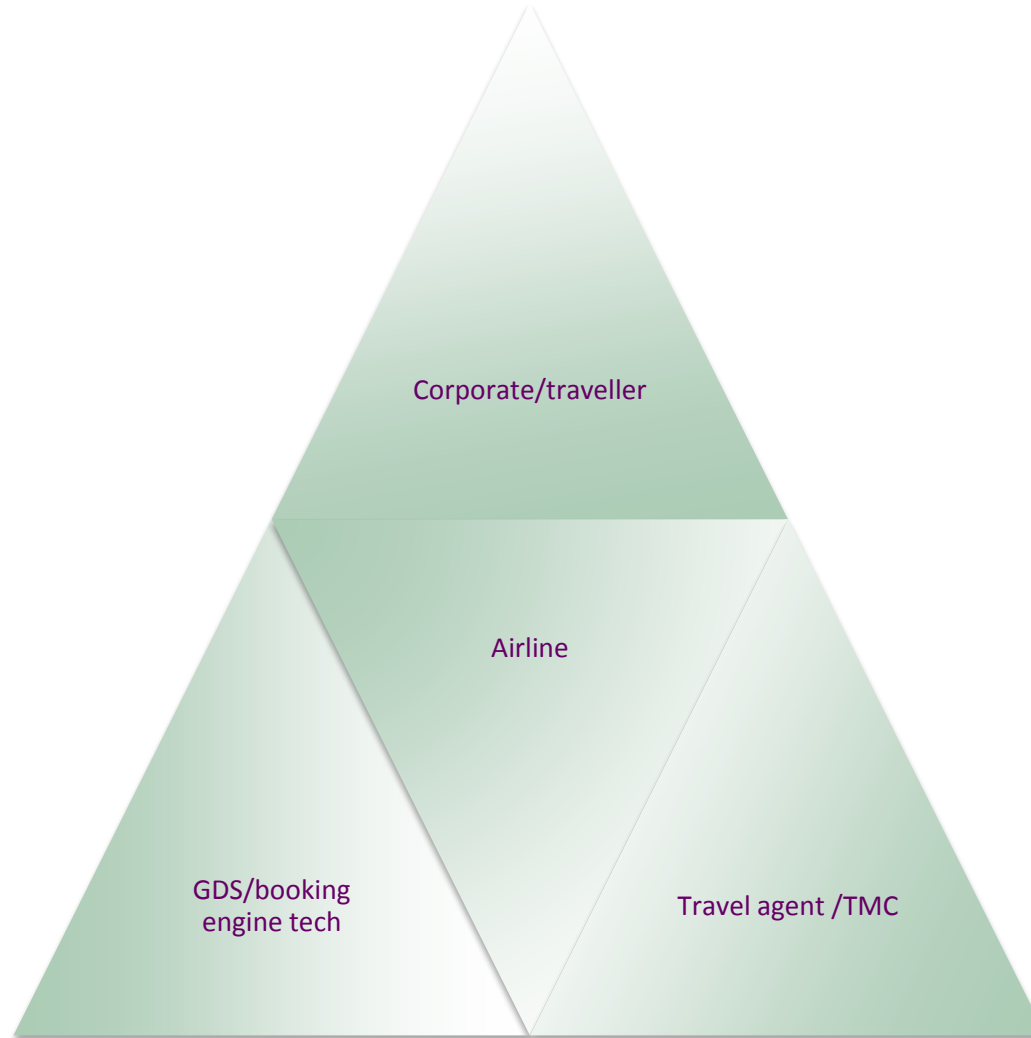 Corporate/traveller
Airline
GDS/booking
engine tech
Travel agent /TMC